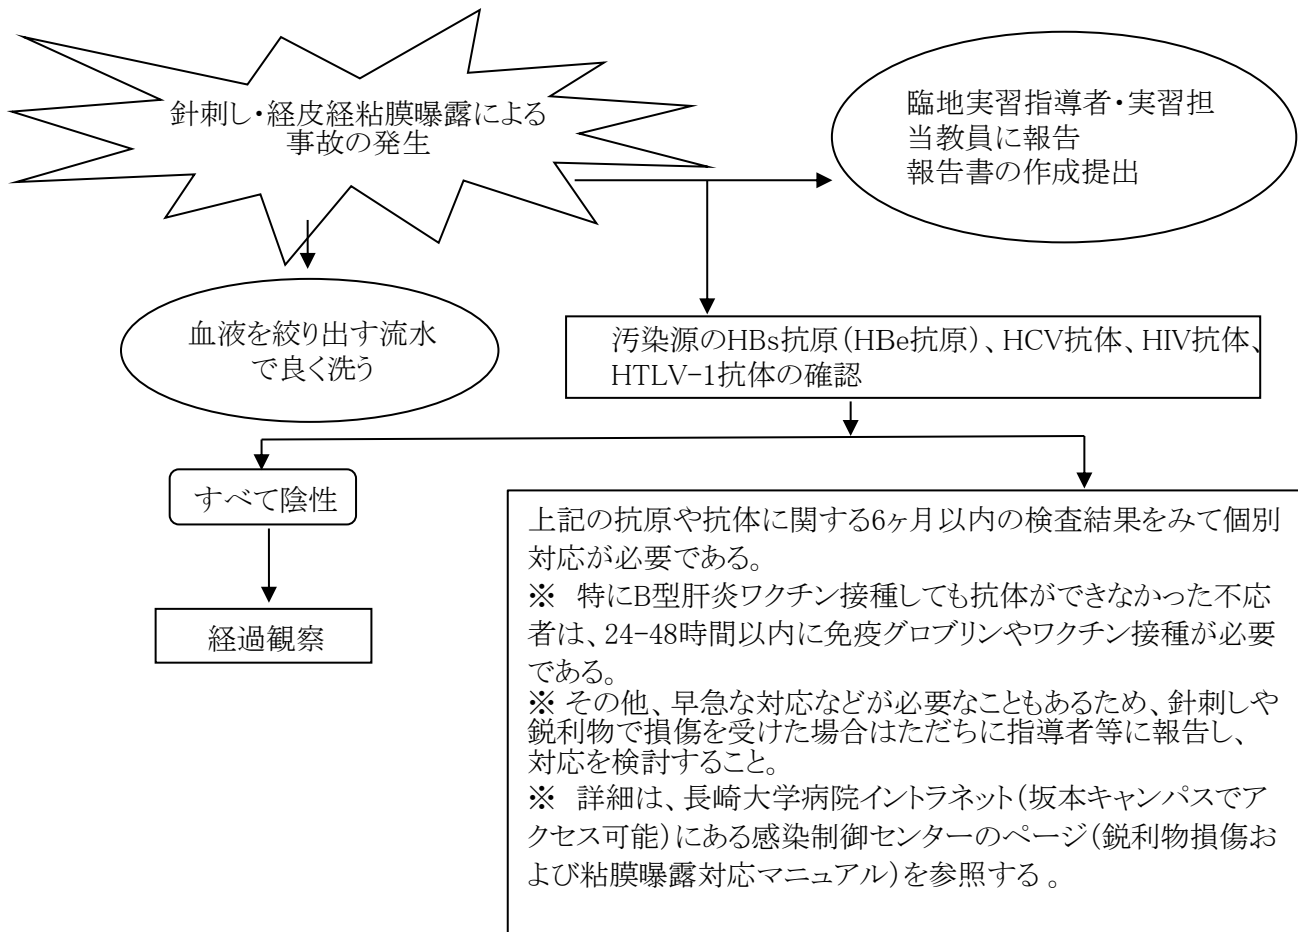 針刺し・経皮経粘膜曝露による
事故の発生
臨地実習指導者・実習担
当教員に報告
報告書の作成提出
血液を絞り出す流水
で良く洗う
汚染源のHBs抗原(HBe抗原)、HCV抗体、HIV抗体、
HTLV-1抗体の確認
すべて陰性
経過観察
上記の抗原や抗体に関する6ヶ月以内の検査結果をみて個別
対応が必要である。
※　特にB型肝炎ワクチン接種しても抗体ができなかった不応
者は、24-48時間以内に免疫グロブリンやワクチン接種が必要
である。
※ その他、早急な対応などが必要なこともあるため、針刺しや
鋭利物で損傷を受けた場合はただちに指導者等に報告し、
対応を検討すること。
※　詳細は、長崎大学病院イントラネット(坂本キャンパスでア
クセス可能)にある感染制御センターのページ(鋭利物損傷お
よび粘膜曝露対応マニュアル)を参照する。